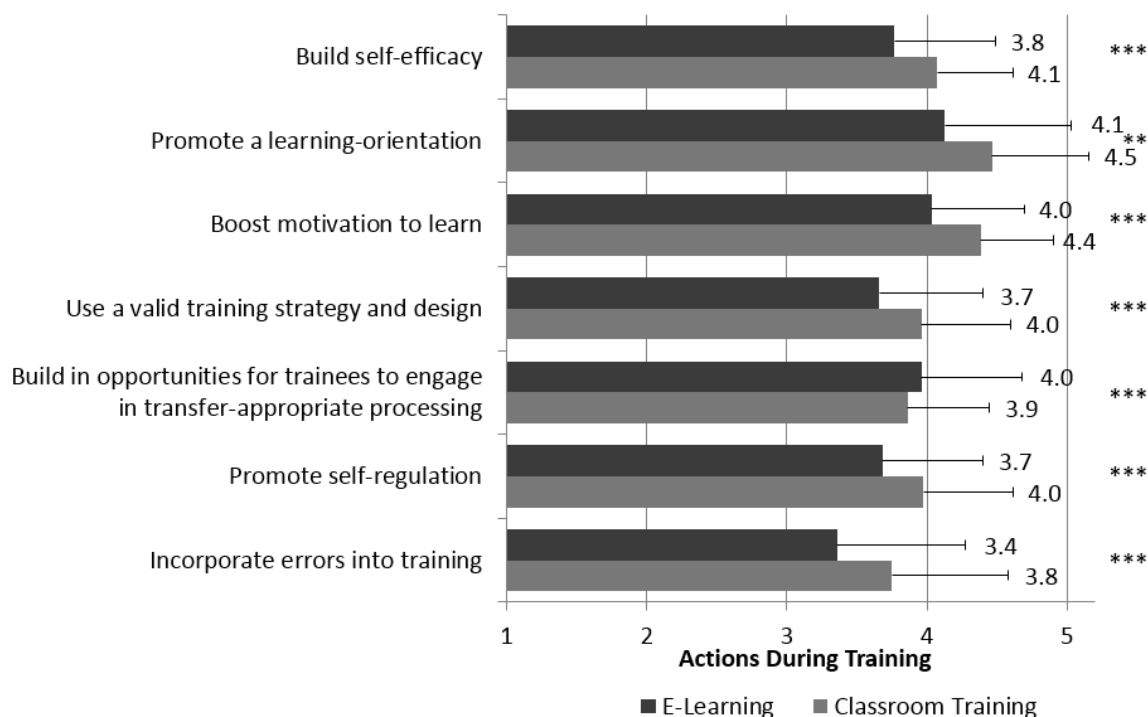 Build self-efficacy
3.8
***
4.1
Promote a learning-orientation
4.1
**
4.5
Boost motivation to learn
4.0
***
4.4
Use a valid training strategy and design
3.7
***
4.0
Build in opportunities for trainees to engage
in transfer-appropriate processing
4.0
***
3.9
Promote self-regulation
3.7
***
4.0
Incorporate errors into training
3.4
***
3.8
1 2 3 4 5
Actions During Training
E-Learning Classroom Training